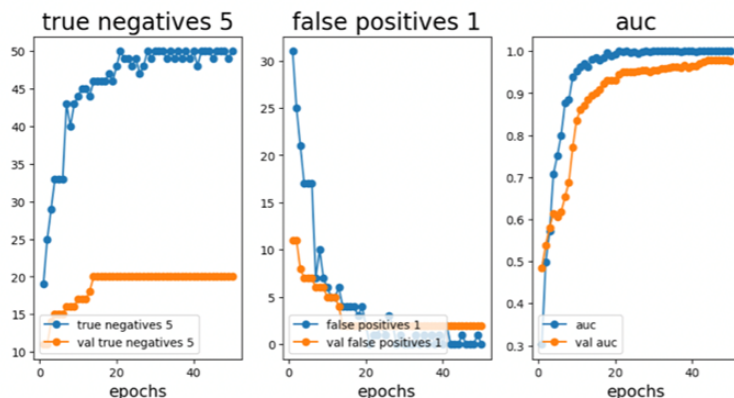 true negatives 5
50
45
40
35
30
25
20
15
10
true negatives 5
val true negatives 5
0
20
40
epochs
false positives 1
30
25
20
15
10
5
0
false positives 1
val false positives 1
0
20
40
epochs
auc
1.0
0.9
0.8
0.7
0.6
0.5
0.4
0.3
auc
val auc
0
20
40
epochs